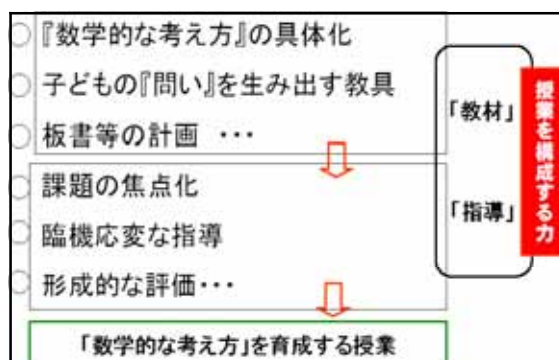 ○『数学的な考え方』の具体化
○子どもの『問い』を生み出す教具
○板書等の計画 ・・・
「教材」
○課題の焦点化
○臨機応変な指導
○形成的な評価・・・
「指導」
授業を構成する力
「数学的な考え方」を育成する授業